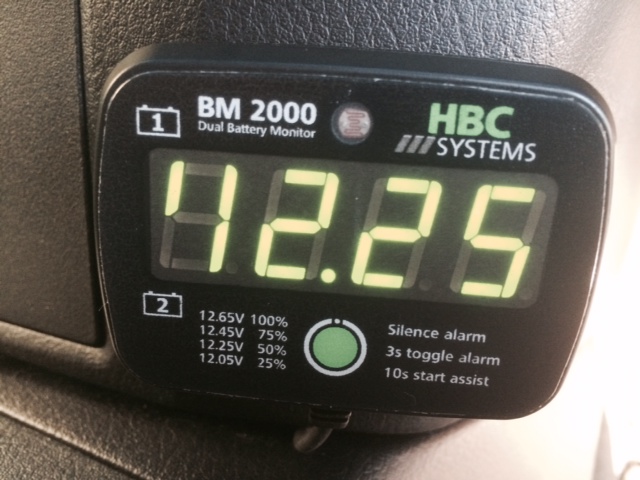 1
BM 2000
Dual Battery Monitor
HBC
SYSTEMS
12.25
2
12.65V 100%
12.45V 75%
12.25V 50%
12.05V 25%
Silence alarm
3s toggle alarm
10s start assist